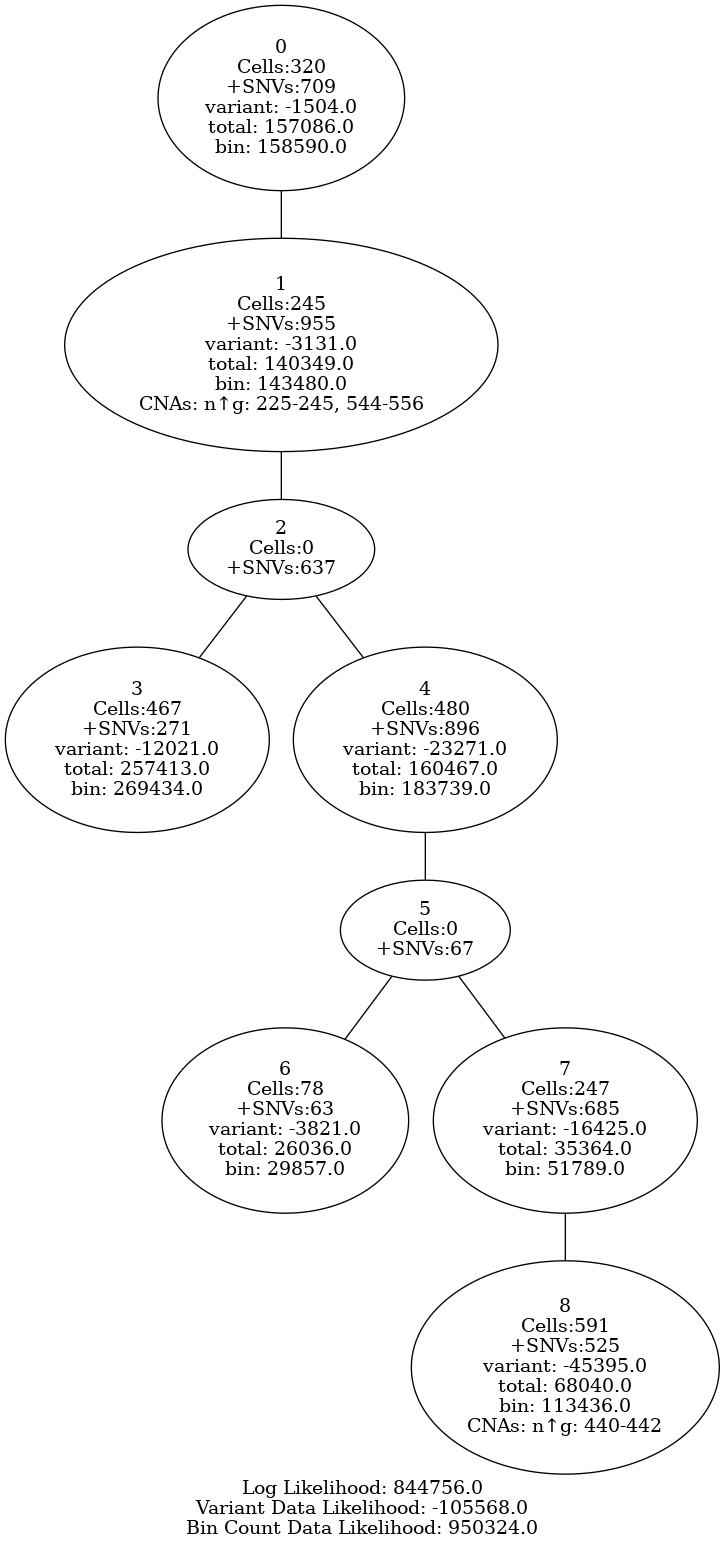 0
Cells:320
+SNVs:709
variant: -1504.0
total: 157086.0
bin: 158590.0
1
Cells:245
+SNVs:955
variant: -3131.0
total: 140349.0
bin: 143480.0
CNAs: n↑g: 225-245, 544-556
2
Cells:0
+SNVs:637
3
Cells:467
+SNVs:271
variant: -12021.0
total: 257413.0
bin: 269434.0
4
Cells:480
+SNVs:896
variant: -23271.0
total: 160467.0
bin: 183739.0
5
Cells:0
+SNVs:67
6
Cells:78
+SNVs:63
variant: -3821.0
total: 26036.0
bin: 29857.0
7
Cells:247
+SNVs:685
variant: -16425.0
total: 35364.0
bin: 51789.0
8
Cells:591
+SNVs:525
variant: -45395.0
total: 68040.0
bin: 113436.0
CNAs: n↑g: 440-442
Log Likelihood: 844756.0
Variant Data Likelihood: -105568.0
Bin Count Data Likelihood: 950324.0